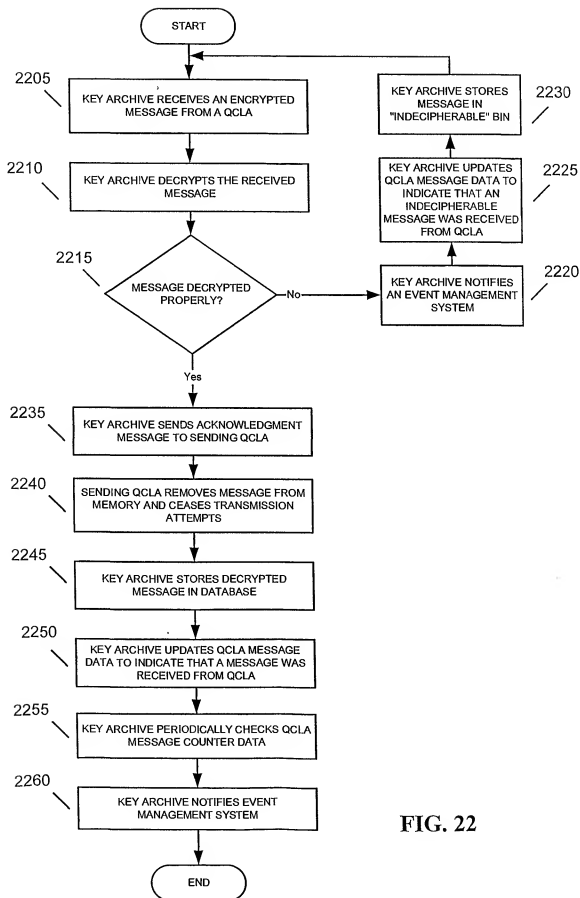 START
2205
KEY ARCHIVE RECEIVES AN ENCRYPTED
MESSAGE FROM A QCLA
2210
KEY ARCHIVE DECRYPTS THE RECEIVED
MESSAGE
2215
MESSAGE DECRYPTED
PROPERLY?
No
2220
KEY ARCHIVE NOTIFIES
AN EVENT MANAGEMENT
SYSTEM
2225
KEY ARCHIVE UPDATES
QCLA MESSAGE DATA TO
INDICATE THAT AN
INDECIPHERABLE
MESSAGE WAS RECEIVED
FROM QCLA
2230
KEY ARCHIVE STORES
MESSAGE IN
"INDECIPHERABLE" BIN
Yes
2235
KEY ARCHIVE SENDS ACKNOWLEDGMENT
MESSAGE TO SENDING QCLA
2240
SENDING QCLA REMOVES MESSAGE FROM
MEMORY AND CEASES TRANSMISSION
ATTEMPTS
2245
KEY ARCHIVE STORES DECRYPTED
MESSAGE IN DATABASE
2250
KEY ARCHIVE UPDATES QCLA MESSAGE
DATA TO INDICATE THAT A MESSAGE WAS
RECEIVED FROM QCLA
2255
KEY ARCHIVE PERIODICALLY CHECKS QCLA
MESSAGE COUNTER DATA
2260
KEY ARCHIVE NOTIFIES EVENT
MANAGEMENT SYSTEM
END
FIG. 22